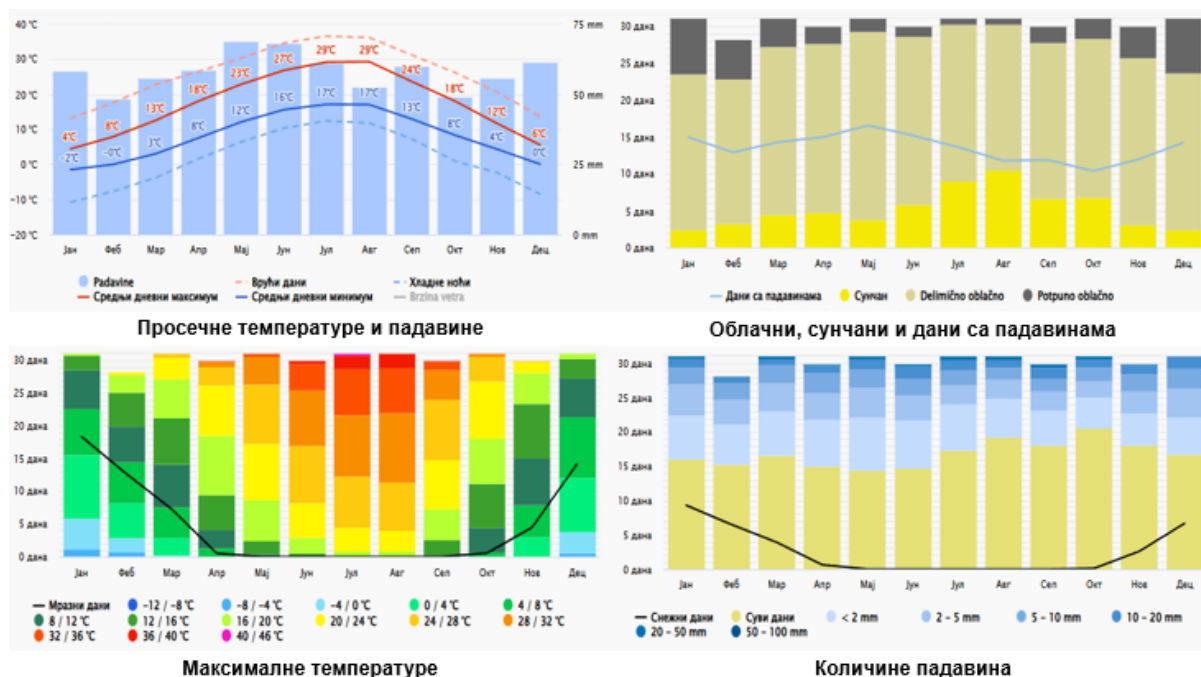 40 °C
30 °C
20 °C
10 °C
0 °C
−10 °C
−20 °C
75 mm
50 mm
25 mm
0 mm
4°C 8°C 13°C 18°C 23°C 27°C 29°C 29°C 24°C 18°C 12°C 6°C
−2°C −0°C 3°C 8°C 12°C 16°C 17°C 17°C 13°C 8°C 4°C 0°C
Јан Феб Мар Апр Мај Јун Јул Авг Сеп Окт Нов Дец
Padavine Врући дани Хладне ноћи
Средњи дневни максимум Средњи дневни минимум Brzina vetra
Просечне температуре и падавине
30 дана
25 дана
20 дана
15 дана
10 дана
5 дана
0 дана
Јан Феб Мар Апр Мај Јун Јул Авг Сеп Окт Нов Дец
Дани са падавинама Сунчан Delimično oblačno Potpuno oblačno
Облачни, сунчани и дани са падавинама
30 дана
25 дана
20 дана
15 дана
10 дана
5 дана
0 дана
Јан Феб Мар Апр Мај Јун Јул Авг Сеп Окт Нов Дец
Мразни дани −12 / −8 °C −8 / −4 °C −4 / 0 °C 0 / 4 °C 4 / 8 °C
8 / 12 °C 12 / 16 °C 16 / 20 °C 20 / 24 °C 24 / 28 °C 28 / 32 °C
32 / 36 °C 36 / 40 °C 40 / 46 °C
Максималне температуре
30 дана
25 дана
20 дана
15 дана
10 дана
5 дана
0 дана
Јан Феб Мар Апр Мај Јун Јул Авг Сеп Окт Нов Дец
Снежни дани Суви дани < 2 mm 2 – 5 mm 5 – 10 mm 10 – 20 mm
20 – 50 mm 50 – 100 mm
Количине падавина